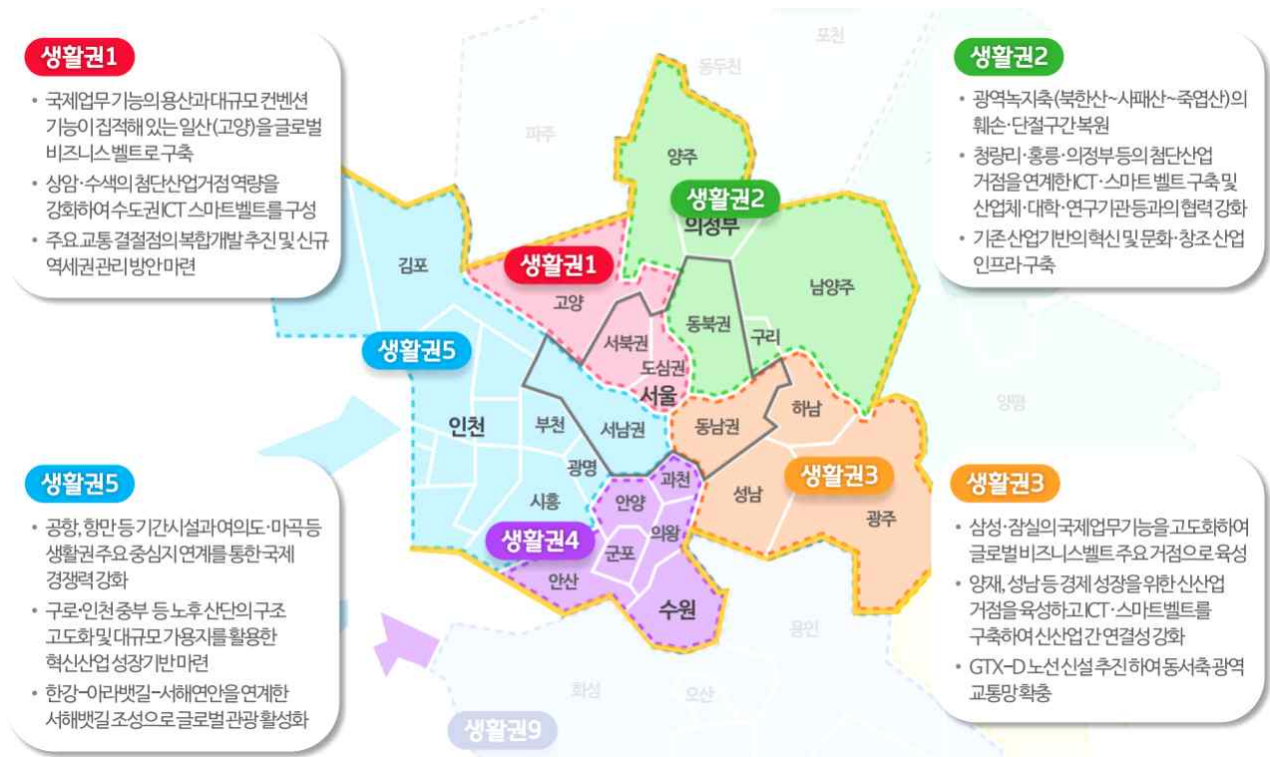 생활권1
• 국제업무 기능의 용산과 대규모 컨벤션
기능이 집적해 있는 일산(고양)을 글로벌
비즈니스 벨트로 구축
• 상암·수색의 첨단산업거점 역량을
강화하여 수도권 ICT 스마트벨트를 구성
• 주요 교통 결절점의 복합개발 추진 및 신규
역세권 관리 방안 마련
생활권2
• 광역녹지축(북한산~사패산~죽엽산)의
훼손·단절구간 복원
• 청량리·홍릉·의정부 등의 첨단산업
거점을 연계한 ICT·스마트 벨트 구축 및
산업체·대학·연구기관 등과의 협력 강화
• 기존 산업기반의 혁신 및 문화·창조 산업
인프라 구축
포천
동두천
파주
양주
생활권2
의정부
김포
생활권1
고양
남양주
서북권
동북권
구리
도심권
서울
생활권5
인천
부천
서남권
동남권
하남
양평
광명
시흥
과천
안양
의왕
성남
생활권3
광주
생활권4
군포
안산
수원
용인
화성
오산
생활권9
생활권5
• 공항, 항만 등 기간시설과 여의도·마곡 등
생활권 주요 중심지 연계를 통한 국제
경쟁력 강화
• 구로·인천 중부 등 노후 산단의 구조
고도화 및 대규모 가용지를 활용한
혁신산업 성장기반 마련
• 한강-아라뱃길-서해연안을 연계한
서해뱃길 조성으로 글로벌 관광 활성화
생활권3
• 삼성·잠실의 국제업무기능을 고도화하여
글로벌 비즈니스벨트 주요 거점으로 육성
• 양재, 성남 등 경제 성장을 위한 신산업
거점을 육성하고 ICT·스마트벨트를
구축하여 신산업 간 연결성 강화
• GTX-D 노선 신설 추진하여 동서축 광역
교통망 확충